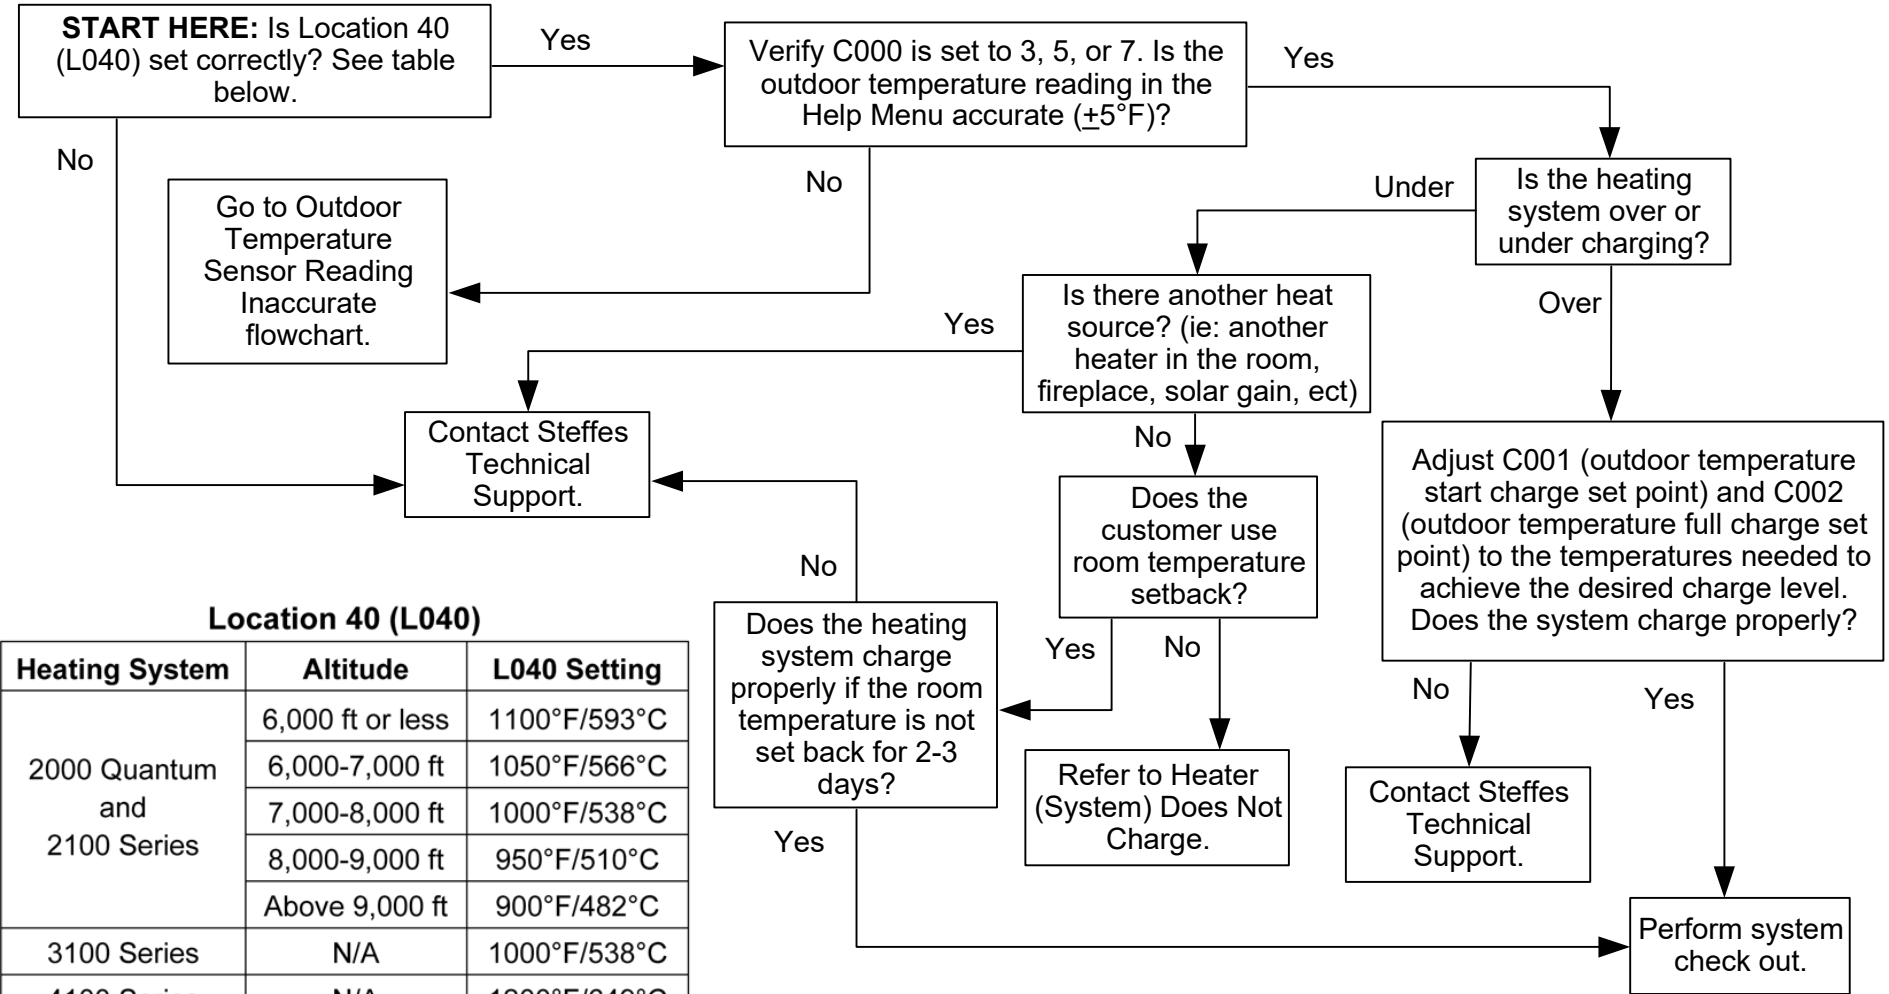 START HERE: Is Location 40
(L040) set correctly? See table
below.
Yes
Verify C000 is set to 3, 5, or 7. Is the
outdoor temperature reading in the
Help Menu accurate (±5°F)?
Yes
No
Go to Outdoor
Temperature
Sensor Reading
Inaccurate
flowchart.
No
Under
Is the heating
system over or
under charging?
Over
Is there another heat
source? (ie: another
heater in the room,
fireplace, solar gain, ect)
Yes
No
Contact Steffes
Technical
Support.
Does the
customer use
room temperature
setback?
Adjust C001 (outdoor temperature
start charge set point) and C002
(outdoor temperature full charge set
point) to the temperatures needed to
achieve the desired charge level.
Does the system charge properly?
No
Does the heating
system charge
properly if the room
temperature is not
set back for 2-3
days?
Yes
No
No
Yes
Yes
Refer to Heater
(System) Does Not
Charge.
Contact Steffes
Technical
Support.
Perform system
check out.
Location 40 (L040)
Heating System Altitude L040 Setting
2000 Quantum
and
2100 Series
6,000 ft or less 1100°F/593°C
6,000-7,000 ft 1050°F/566°C
7,000-8,000 ft 1000°F/538°C
8,000-9,000 ft 950°F/510°C
Above 9,000 ft 900°F/482°C
3100 Series N/A 1000°F/538°C
Series N/A